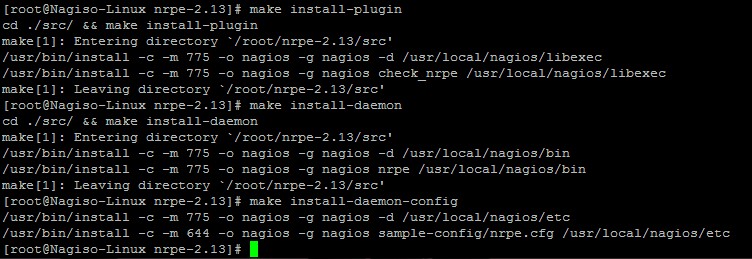 [root@Nagiso-Linux nrpe-2.13]# make install-plugin
cd ./src/ && make install-plugin
make[1]: Entering directory `/root/nrpe-2.13/src'
/usr/bin/install -c -m 775 -o nagios -g nagios -d /usr/local/nagios/libexec
/usr/bin/install -c -m 775 -o nagios -g nagios check_nrpe /usr/local/nagios/libexec
make[1]: Leaving directory `/root/nrpe-2.13/src'
[root@Nagiso-Linux nrpe-2.13]# make install-daemon
cd ./src/ && make install-daemon
make[1]: Entering directory `/root/nrpe-2.13/src'
/usr/bin/install -c -m 775 -o nagios -g nagios -d /usr/local/nagios/bin
/usr/bin/install -c -m 775 -o nagios -g nagios nrpe /usr/local/nagios/bin
make[1]: Leaving directory `/root/nrpe-2.13/src'
[root@Nagiso-Linux nrpe-2.13]# make install-daemon-config
/usr/bin/install -c -m 775 -o nagios -g nagios -d /usr/local/nagios/etc
/usr/bin/install -c -m 644 -o nagios -g nagios sample-config/nrpe.cfg /usr/local/nagios/etc
[root@Nagiso-Linux nrpe-2.13]#